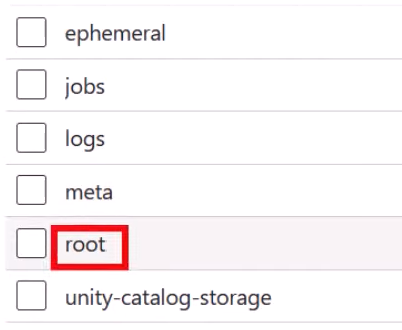 ephemeral
jobs
logs
meta
root
unity-catalog-storage